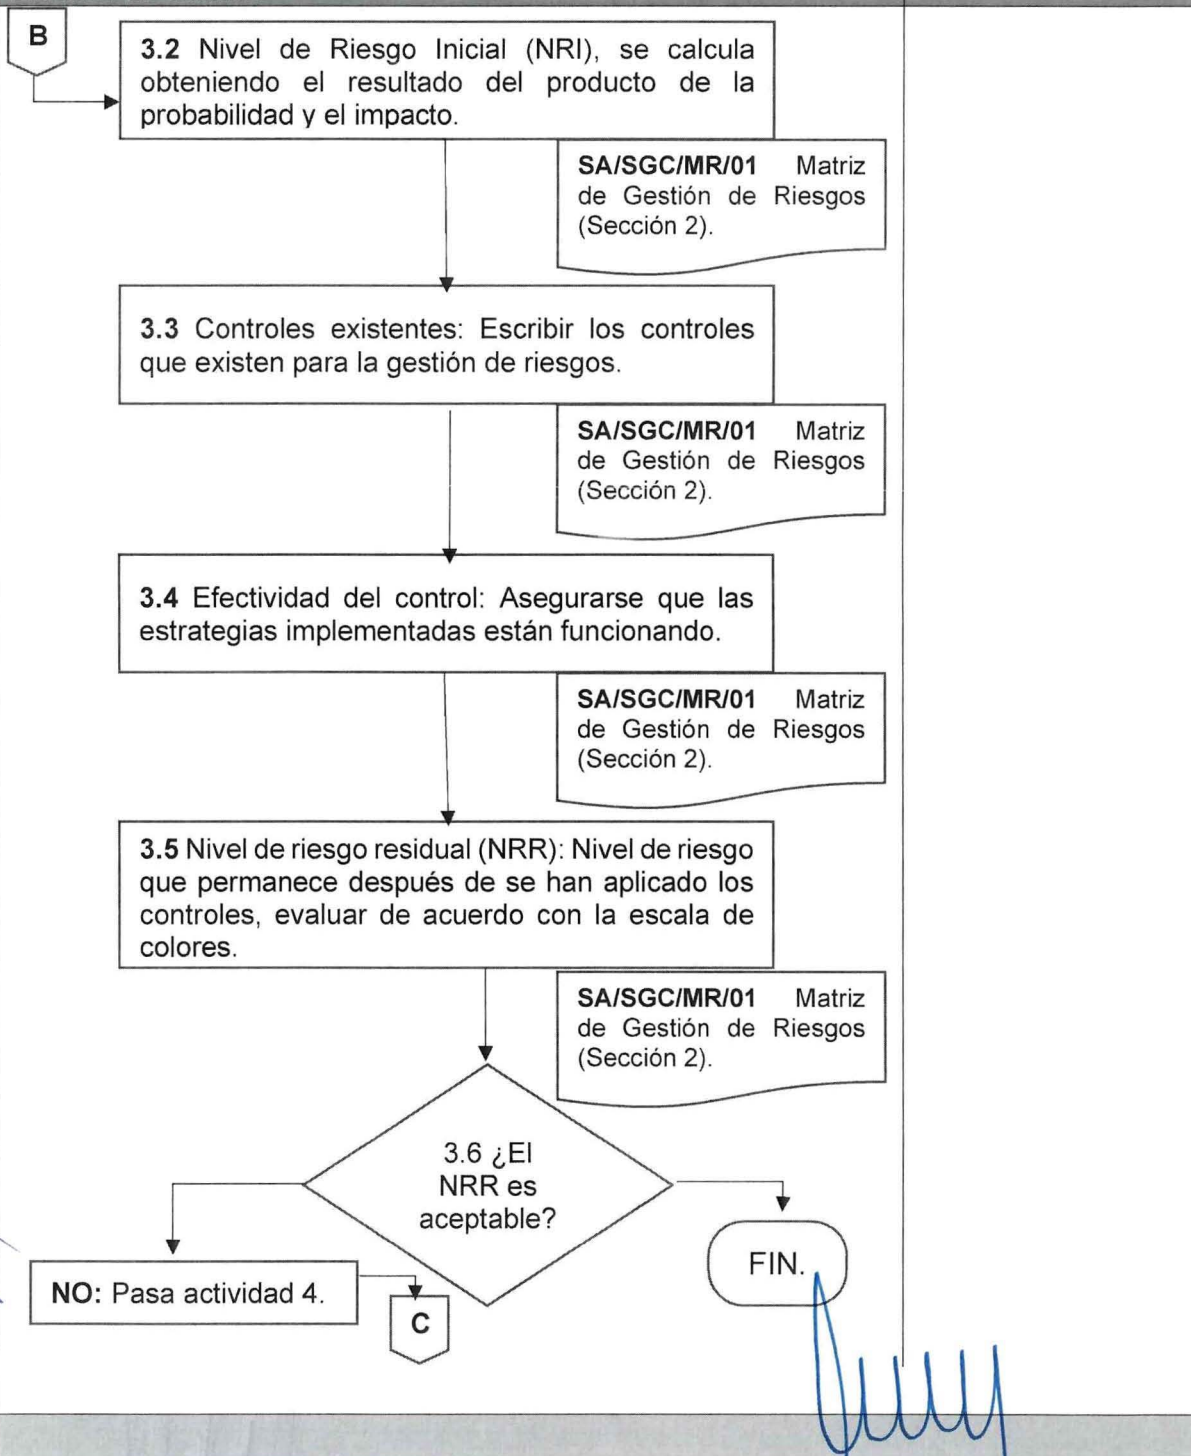 B
3.2 Nivel de Riesgo Inicial (NRI), se calcula
obteniendo el resultado del producto de la
probabilidad y el impacto.
SA/SGC/MR/01 Matriz
de Gestión de Riesgos
(Sección 2).
3.3 Controles existentes: Escribir los controles
que existen para la gestión de riesgos.
SA/SGC/MR/01 Matriz
de Gestión de Riesgos
(Sección 2).
3.4 Efectividad del control: Asegurarse que las
estrategias implementadas están funcionando.
SA/SGC/MR/01 Matriz
de Gestión de Riesgos
(Sección 2).
3.5 Nivel de riesgo residual (NRR): Nivel de riesgo
que permanece después de se han aplicado los
controles, evaluar de acuerdo con la escala de
colores.
SA/SGC/MR/01 Matriz
de Gestión de Riesgos
(Sección 2).
3.6 ¿El
NRR es
aceptable?
FIN.
NO: Pasa actividad 4.
C